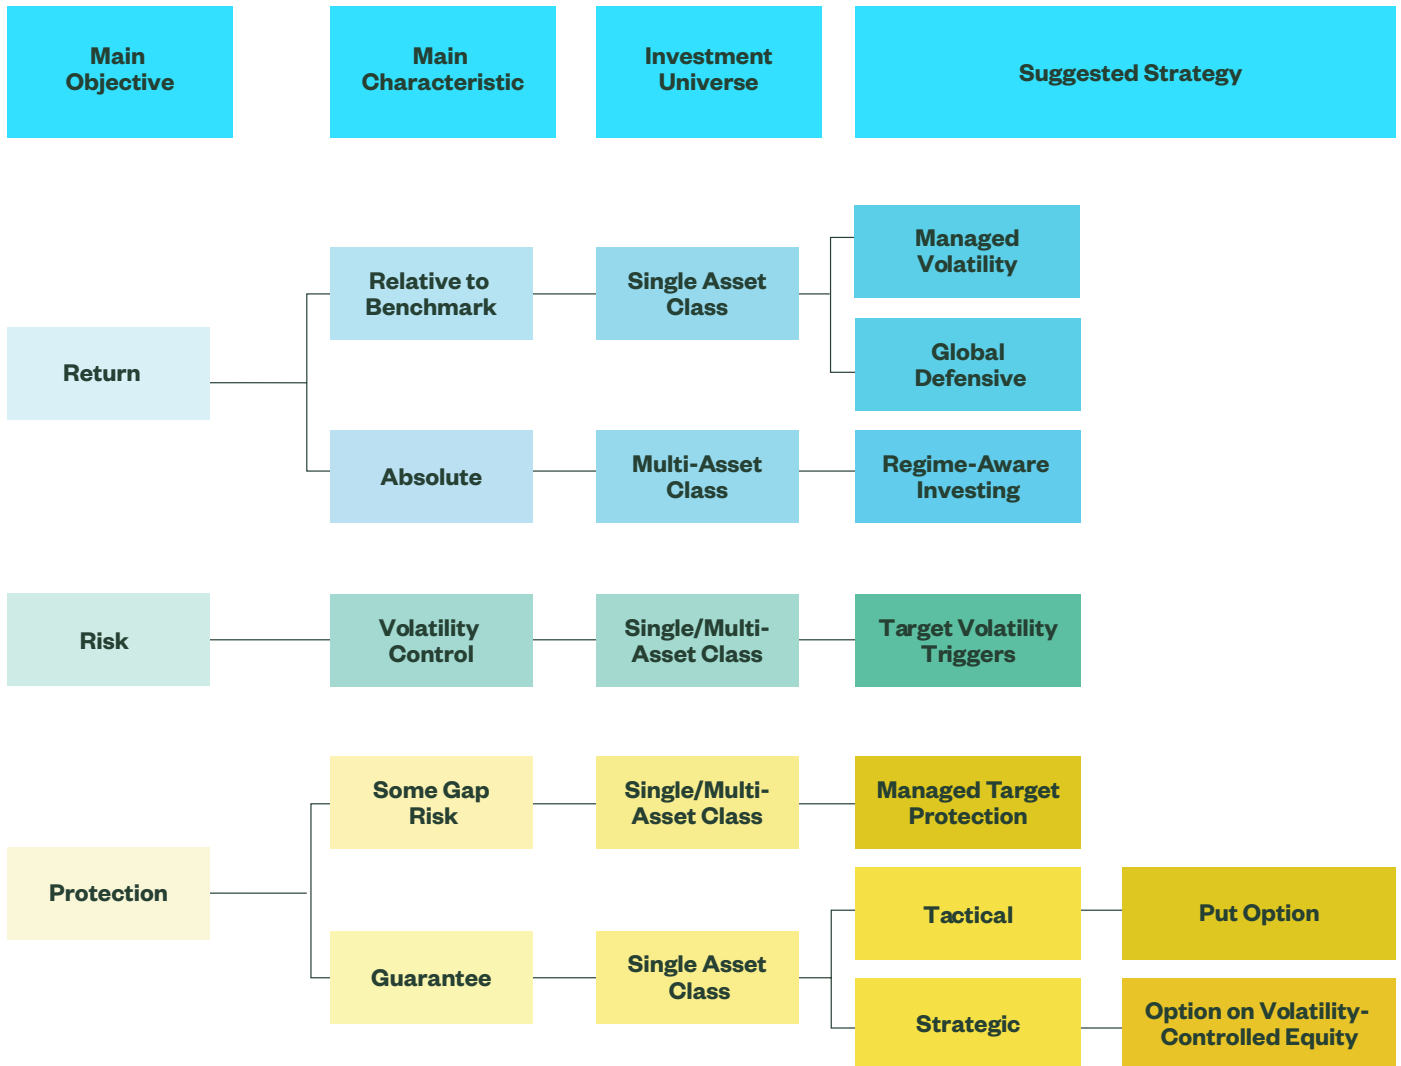 Main
Objective
Main
Characteristic
Investment
Universe
Suggested Strategy
Return
Relative to
Benchmark
Single Asset
Class
Managed
Volatility
Global
Defensive
Absolute
Multi-Asset
Class
Regime-Aware
Investing
Risk
Volatility
Control
Single/Multi-
Asset Class
Target Volatility
Triggers
Protection
Some Gap
Risk
Single/Multi-
Asset Class
Managed Target
Protection
Guarantee
Single Asset
Class
Tactical
Put Option
Strategic
Option on Volatility-
Controlled Equity